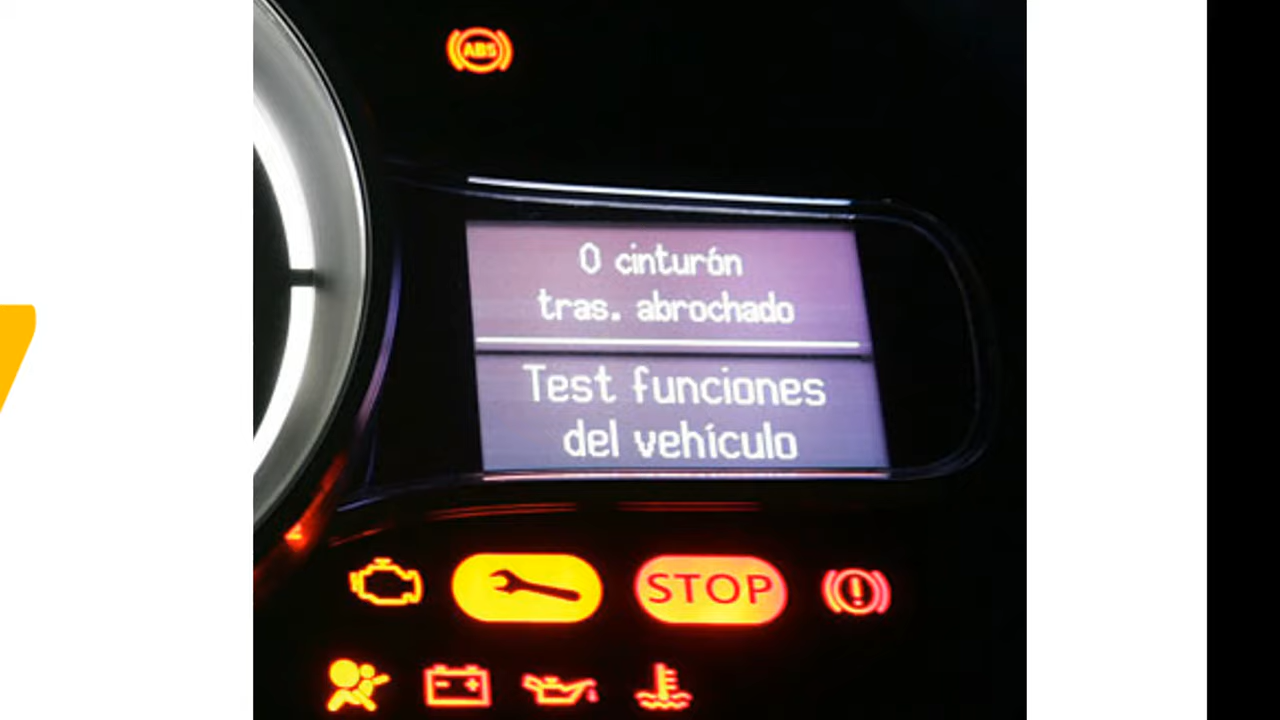 ABS
0 cinturón
tras. abrochado
Test funciones
del vehículo
STOP